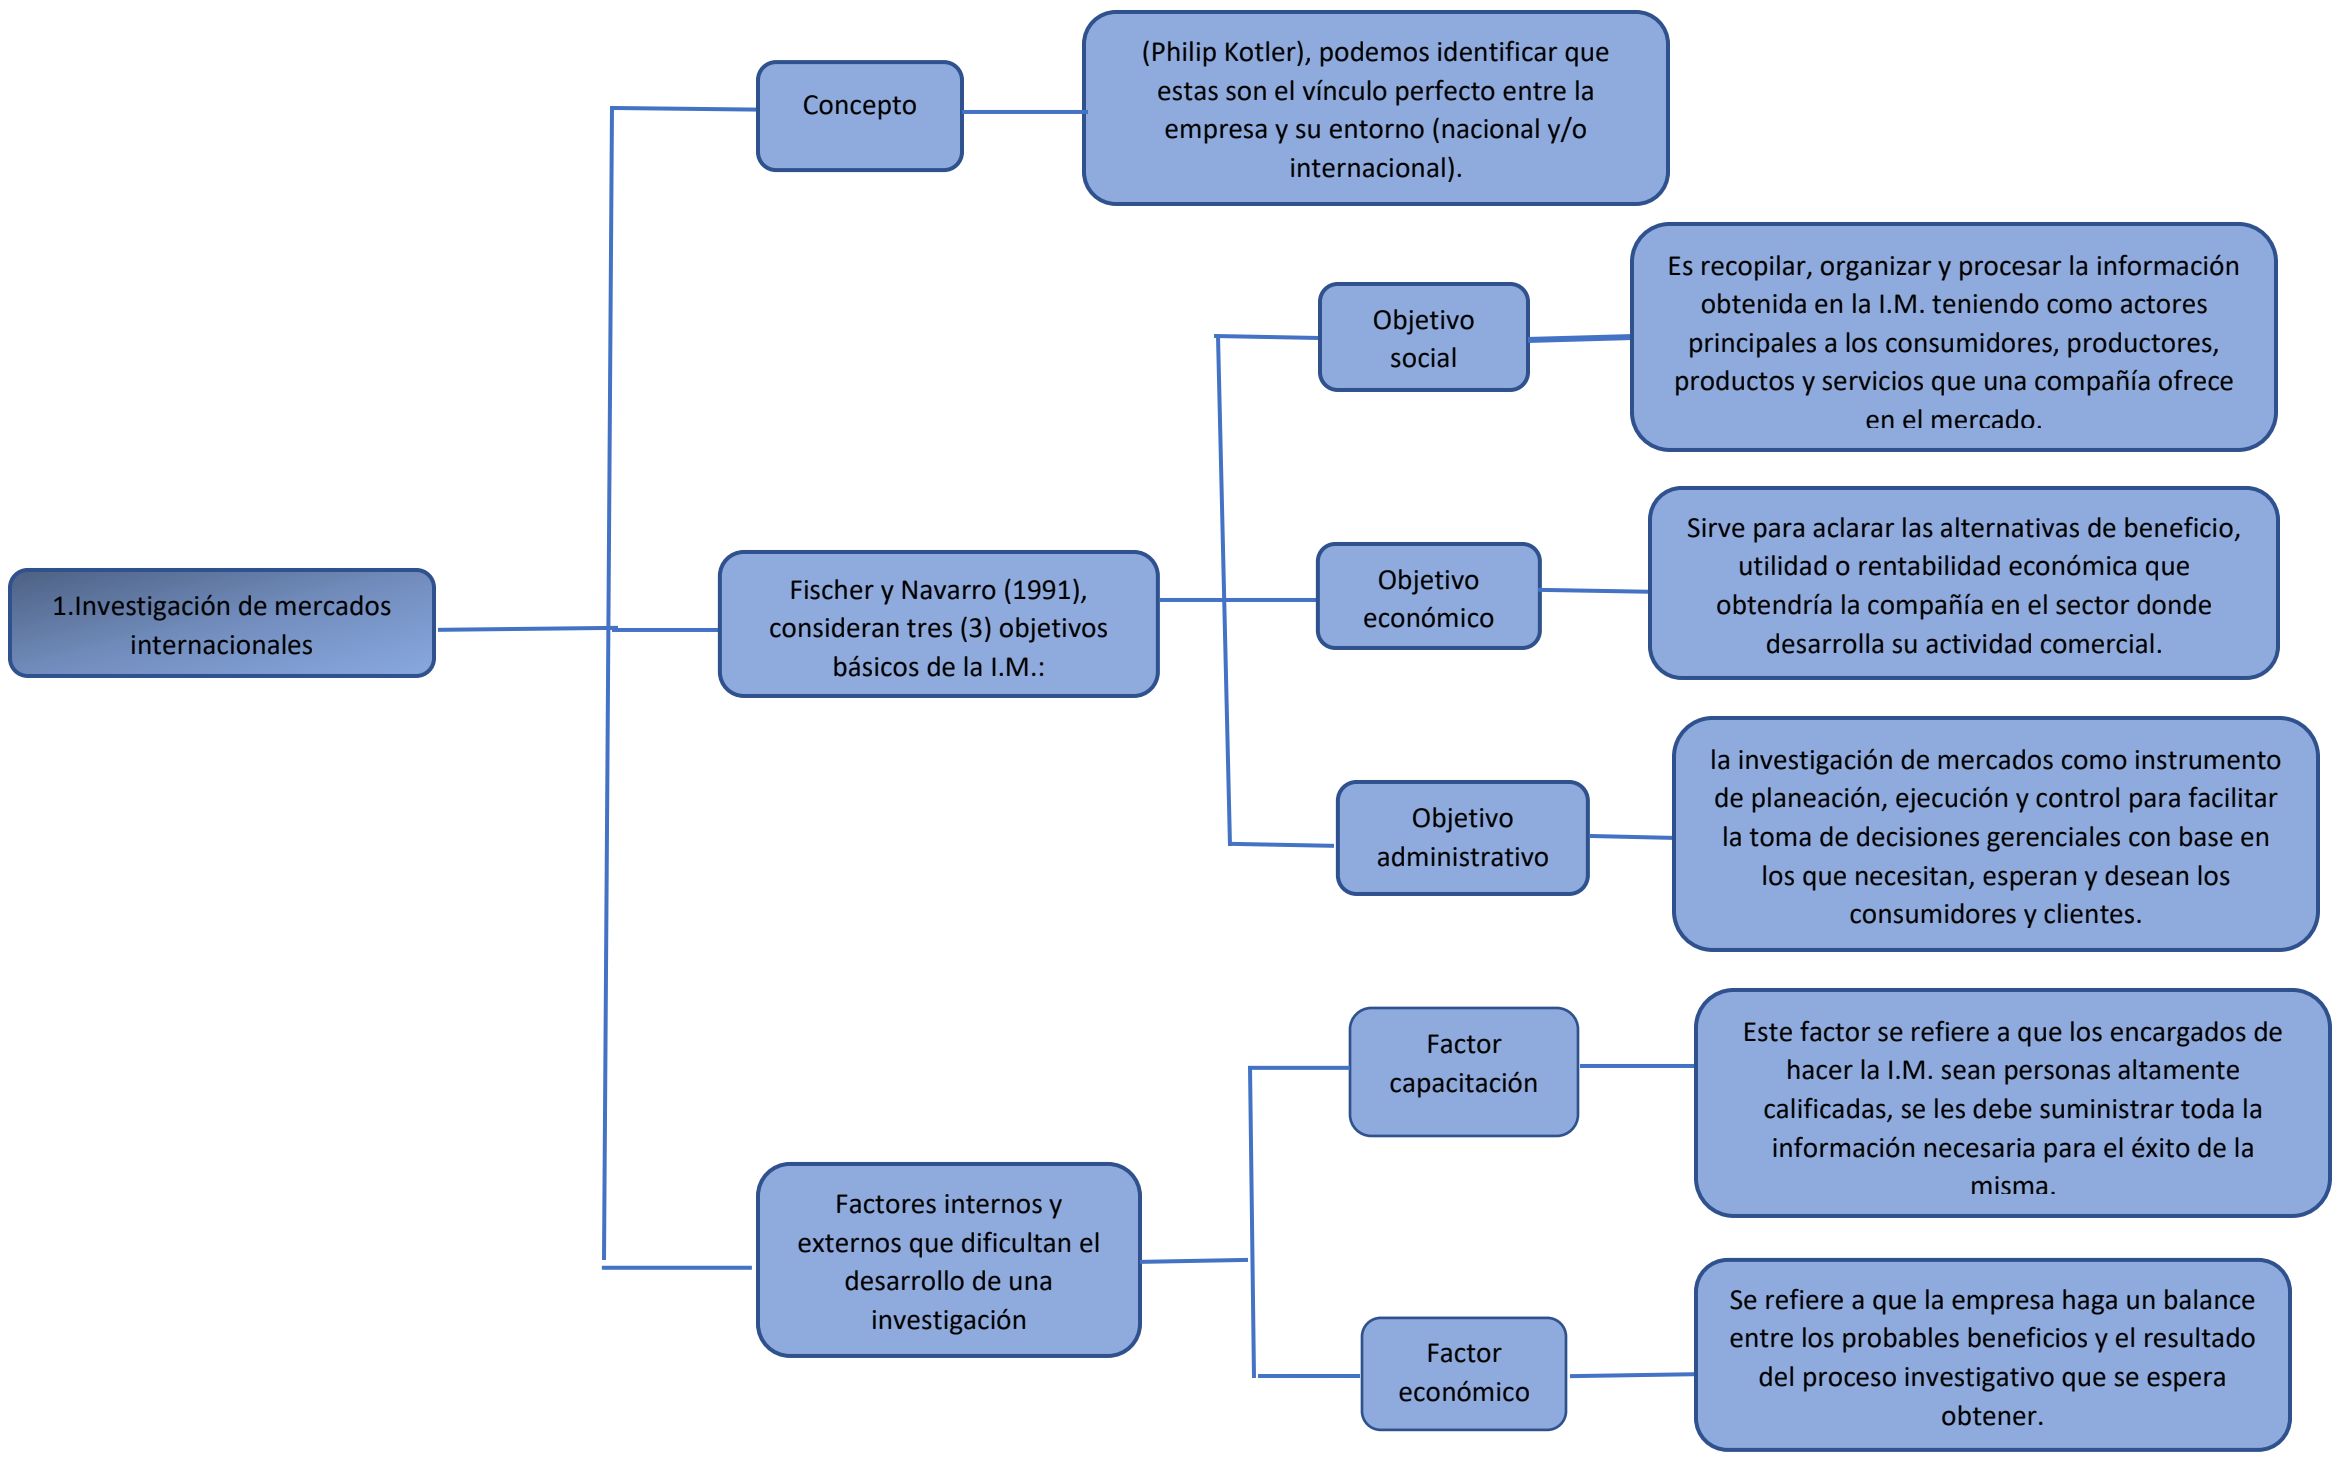 1.Investigación de mercados
internacionales
Concepto
(Philip Kotler), podemos identificar que
estas son el vínculo perfecto entre la
empresa y su entorno (nacional y/o
internacional).
Fischer y Navarro (1991),
consideran tres (3) objetivos
básicos de la I.M.:
Objetivo
social
Es recopilar, organizar y procesar la información
obtenida en la I.M. teniendo como actores
principales a los consumidores, productores,
productos y servicios que una compañía ofrece
en el mercado.
Objetivo
económico
Sirve para aclarar las alternativas de beneficio,
utilidad o rentabilidad económica que
obtendría la compañía en el sector donde
desarrolla su actividad comercial.
Objetivo
administrativo
la investigación de mercados como instrumento
de planeación, ejecución y control para facilitar
la toma de decisiones gerenciales con base en
los que necesitan, esperan y desean los
consumidores y clientes.
Factores internos y
externos que dificultan el
desarrollo de una
investigación
Factor
capacitación
Este factor se refiere a que los encargados de
hacer la I.M. sean personas altamente
calificadas, se les debe suministrar toda la
información necesaria para el éxito de la
misma.
Factor
económico
Se refiere a que la empresa haga un balance
entre los probables beneficios y el resultado
del proceso investigativo que se espera
obtener.